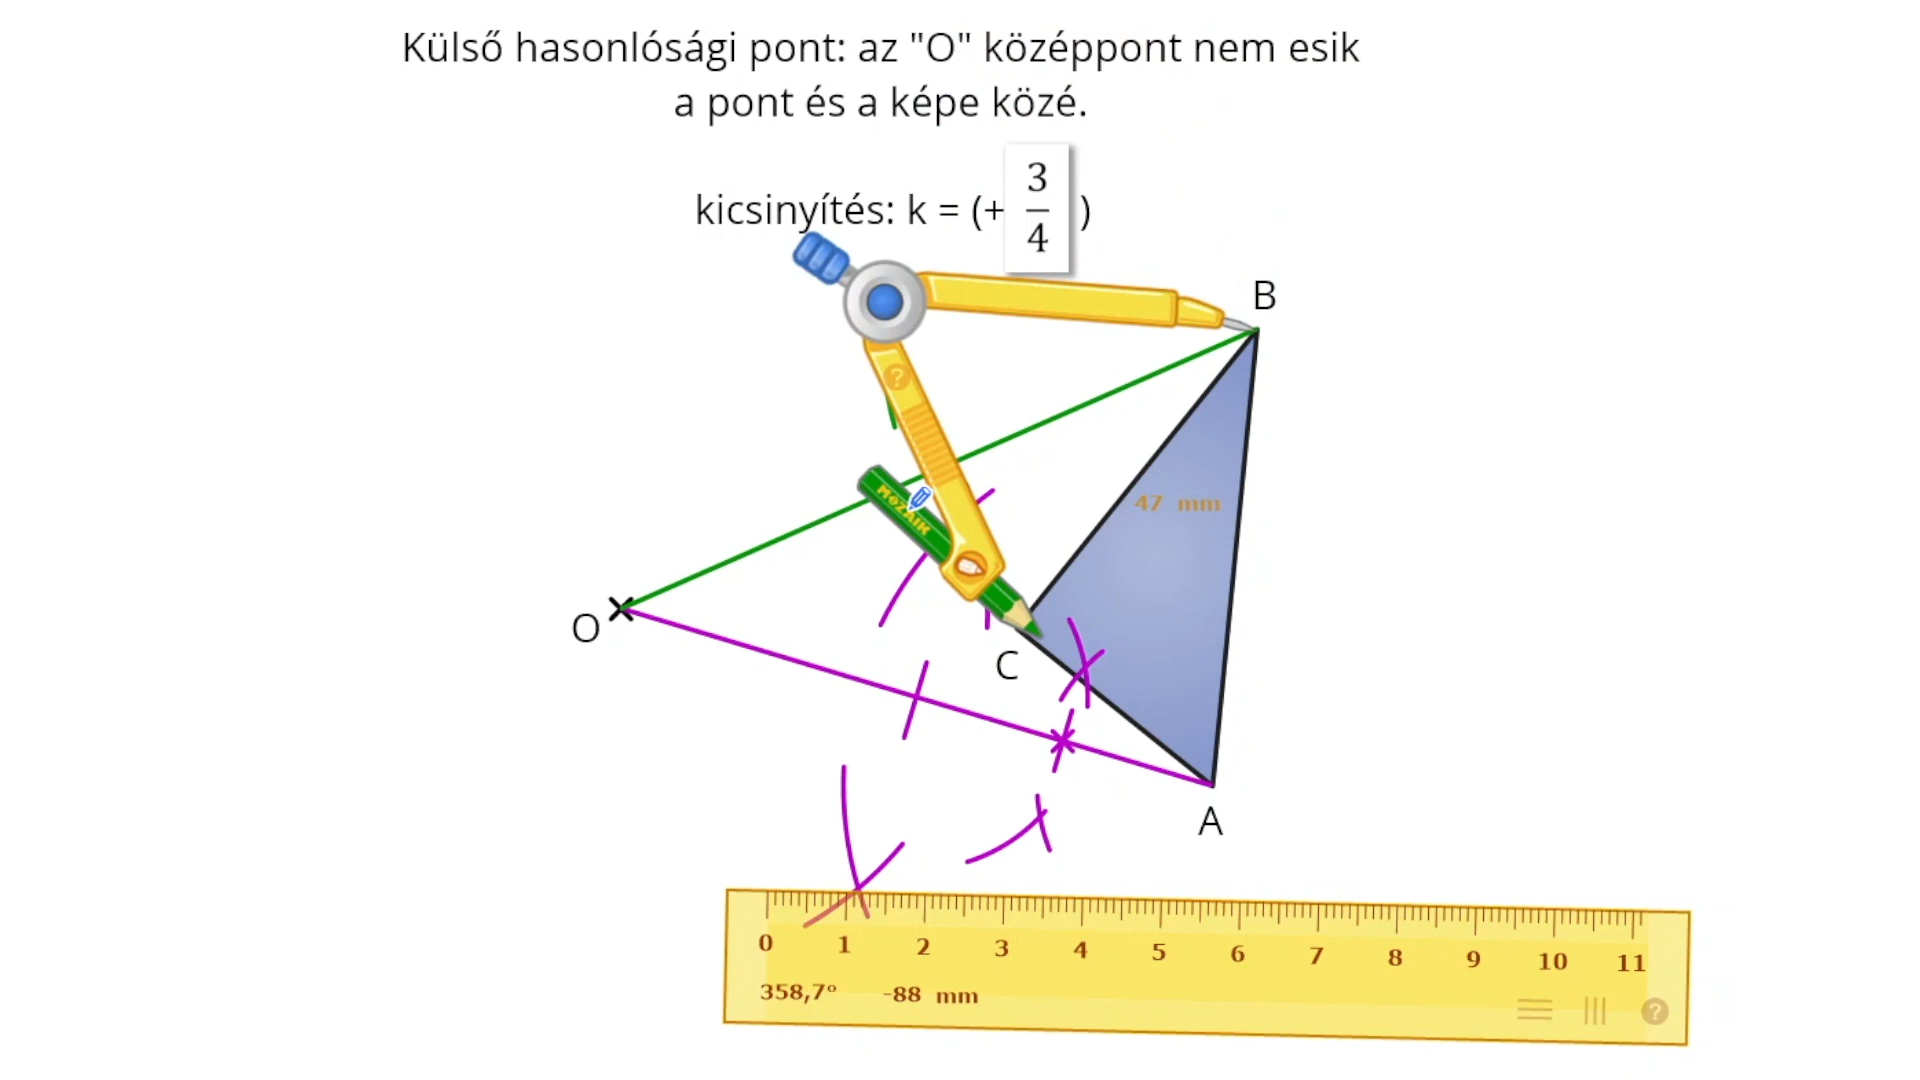 Külső hasonlósági pont: az "O" középpont nem esik
a pont és a képe közé.
kicsinyítés: k = (+ 3/4 )
B
?
47 mm
MOZAIK
O
C
A
0 1 2 3 4 5 6 7 8 9 10 11
358,7° -88 mm
?